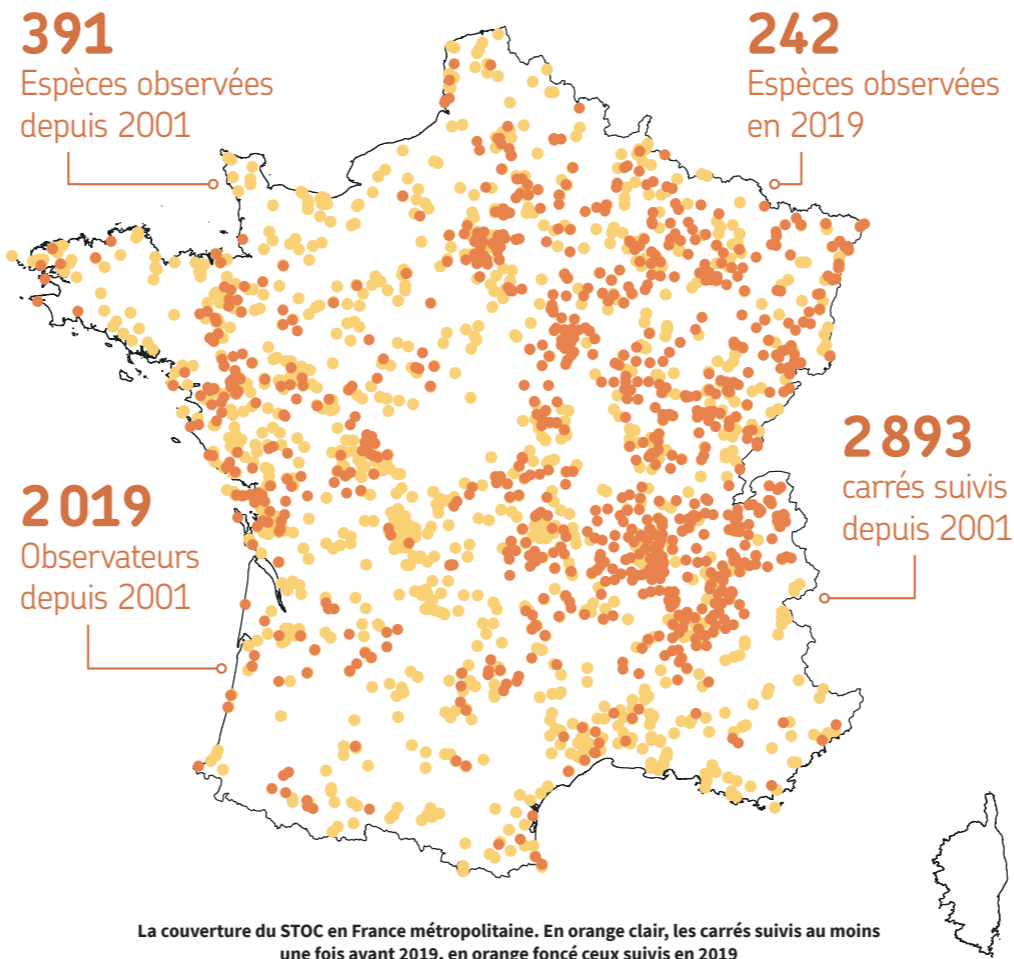 391
Espèces observées
depuis 2001
242
Espèces observées
en 2019
2 893
carrés suivis
depuis 2001
2 019
Observateurs
depuis 2001
La couverture du STOC en France métropolitaine. En orange clair, les carrés suivis au moins
une fois avant 2019, en orange foncé ceux suivis en 2019